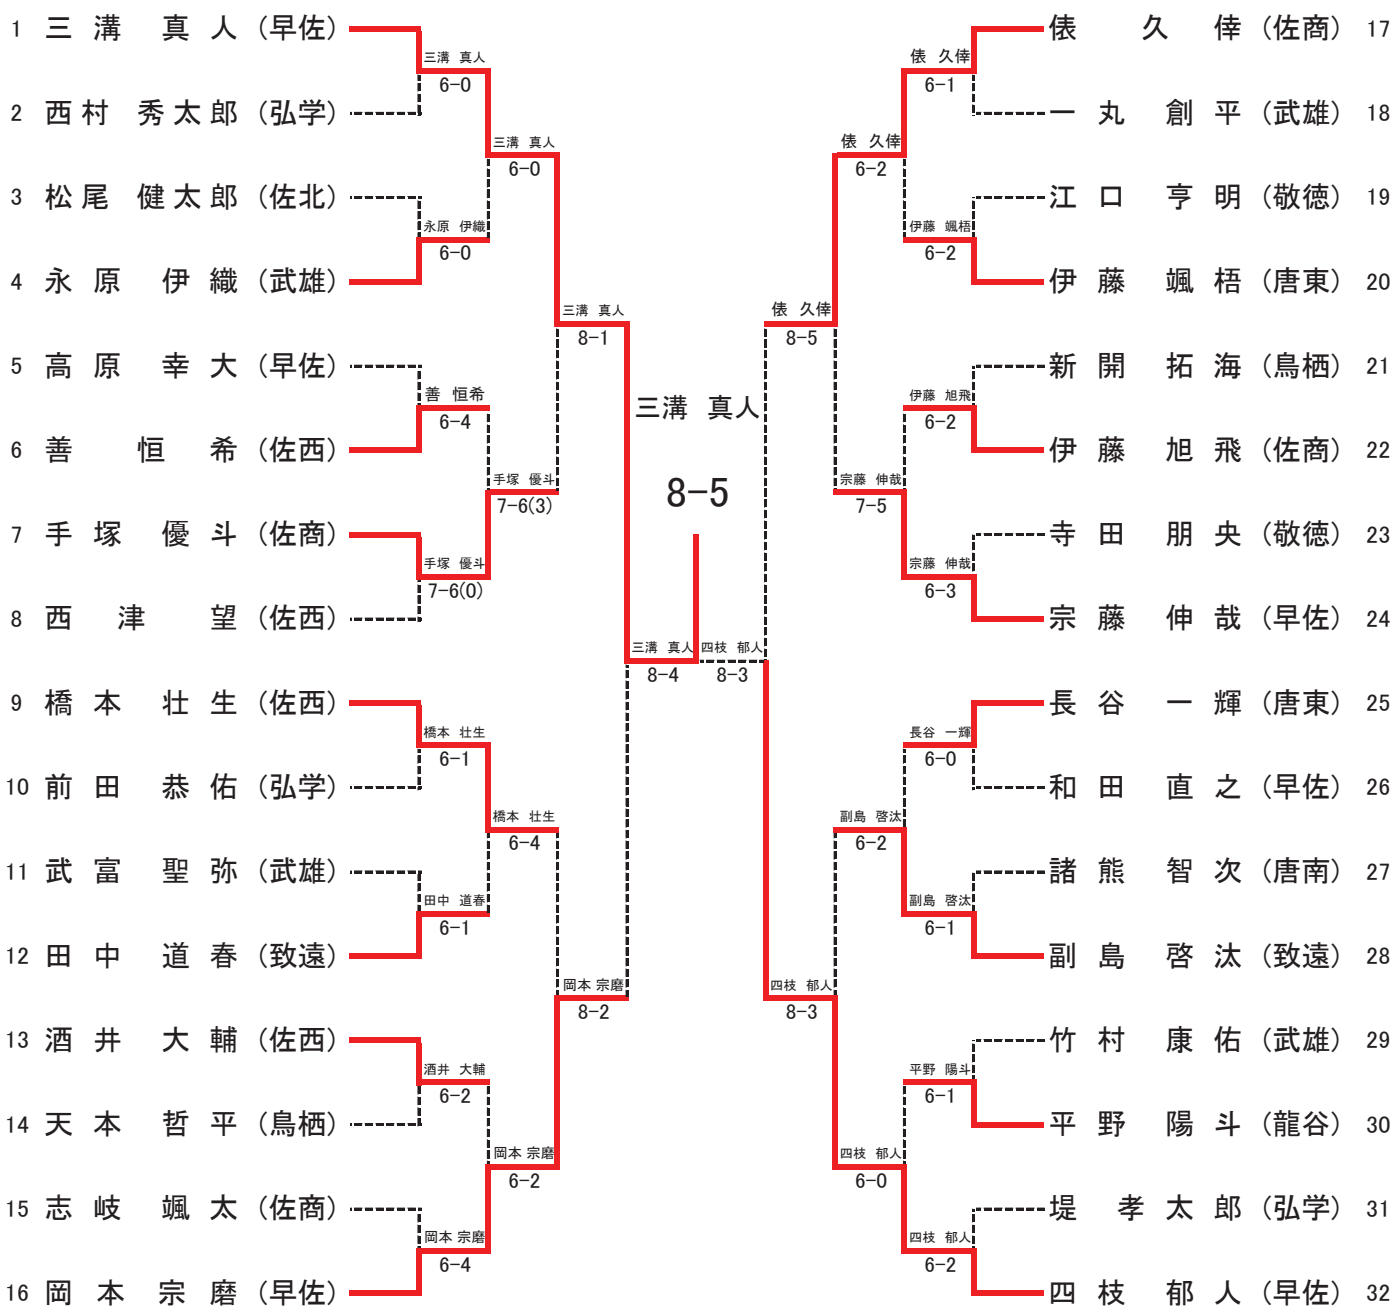 1 三溝 真人 (早佐)
三溝 真人
6-0
2 西村 秀太郎 (弘学)
三溝 真人
6-0
3 松尾 健太郎 (佐北)
永原 伊織
6-0
4 永原 伊織 (武雄)
三溝 真人
8-1
5 高原 幸大 (早佐)
善 恒希
6-4
6 善 恒希 (佐西)
手塚 優斗
7-6(3)
7 手塚 優斗 (佐商)
手塚 優斗
7-6(0)
8 西津 望 (佐西)
三溝 真人
8-4
9 橋本 壮生 (佐西)
橋本 壮生
6-1
10 前田 恭佑 (弘学)
橋本 壮生
6-4
11 武富 聖弥 (武雄)
田中 道春
6-1
12 田中 道春 (致遠)
岡本 宗磨
8-2
13 酒井 大輔 (佐西)
酒井 大輔
6-2
14 天本 哲平 (鳥栖)
岡本 宗磨
6-2
15 志岐 颯太 (佐商)
岡本 宗磨
6-4
16 岡本 宗磨 (早佐)
三溝 真人
8-5
俵 久倖 (佐商) 17
俵 久倖
6-1
一丸 創平 (武雄) 18
俵 久倖
6-2
江口 亨明 (敬徳) 19
伊藤 颯梧
6-2
伊藤 颯梧 (唐東) 20
俵 久倖
8-5
新開 拓海 (鳥栖) 21
伊藤 旭飛
6-2
伊藤 旭飛 (佐商) 22
宗藤 伸哉
7-5
寺田 朋央 (敬徳) 23
宗藤 伸哉
6-3
宗藤 伸哉 (早佐) 24
四枝 郁人
8-3
長谷 一輝 (唐東) 25
長谷 一輝
6-0
和田 直之 (早佐) 26
副島 啓汰
6-2
諸熊 智次 (唐南) 27
副島 啓汰
6-1
副島 啓汰 (致遠) 28
四枝 郁人
8-3
竹村 康佑 (武雄) 29
平野 陽斗
6-1
平野 陽斗 (龍谷) 30
四枝 郁人
6-0
堤 孝太郎 (弘学) 31
四枝 郁人
6-2
四枝 郁人 (早佐) 32